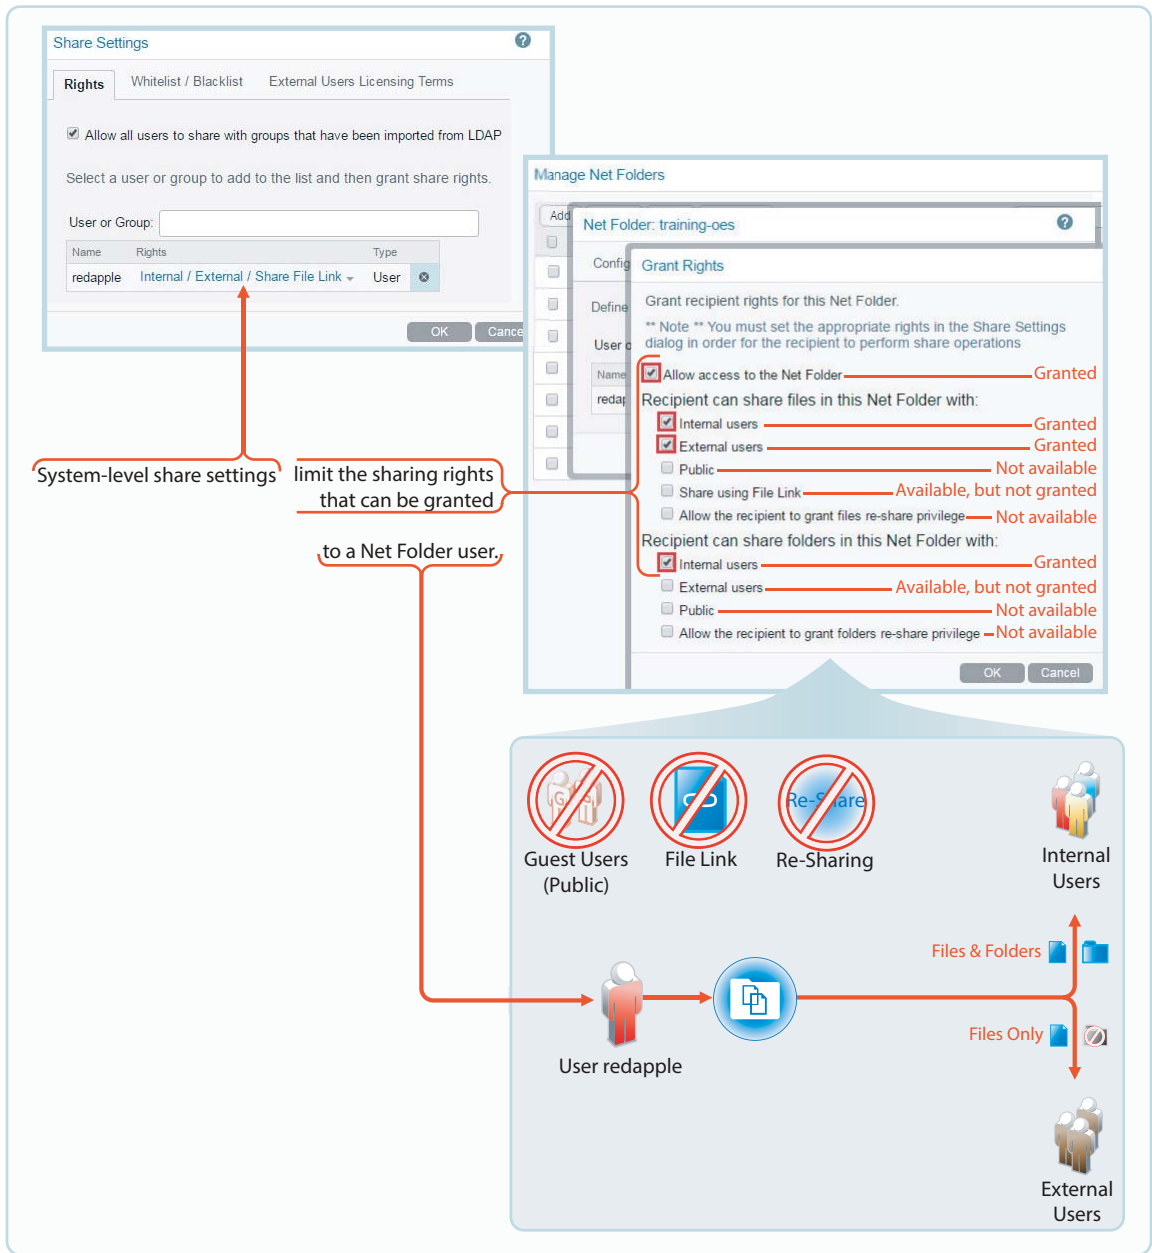 Share Settings
Rights Whitelist / Blacklist External Users Licensing Terms
Allow all users to share with groups that have been imported from LDAP
Select a user or group to add to the list and then grant share rights.
User or Group:
Name Rights Type
redapple Internal / External / Share File Link User
OK Cance
System-level share settings
limit the sharing rights
that can be granted
to a Net Folder user.
Manage Net Folders
Add
Net Folder: training-oes
Config
Define
User o
Name
redap
Grant Rights
Grant recipient rights for this Net Folder.
** Note ** You must set the appropriate rights in the Share Settings
dialog in order for the recipient to perform share operations
Allow access to the Net Folder Granted
Recipient can share files in this Net Folder with:
Internal users Granted
External users Granted
Public Not available
Share using File Link Available, but not granted
Allow the recipient to grant files re-share privilege Not available
Recipient can share folders in this Net Folder with:
Internal users Granted
External users Available, but not granted
Public Not available
Allow the recipient to grant folders re-share privilege Not available
OK Cancel
Guest Users
(Public)
File Link
Re-Sharing
Internal
Users
Files & Folders
Files Only
User redapple
External
Users